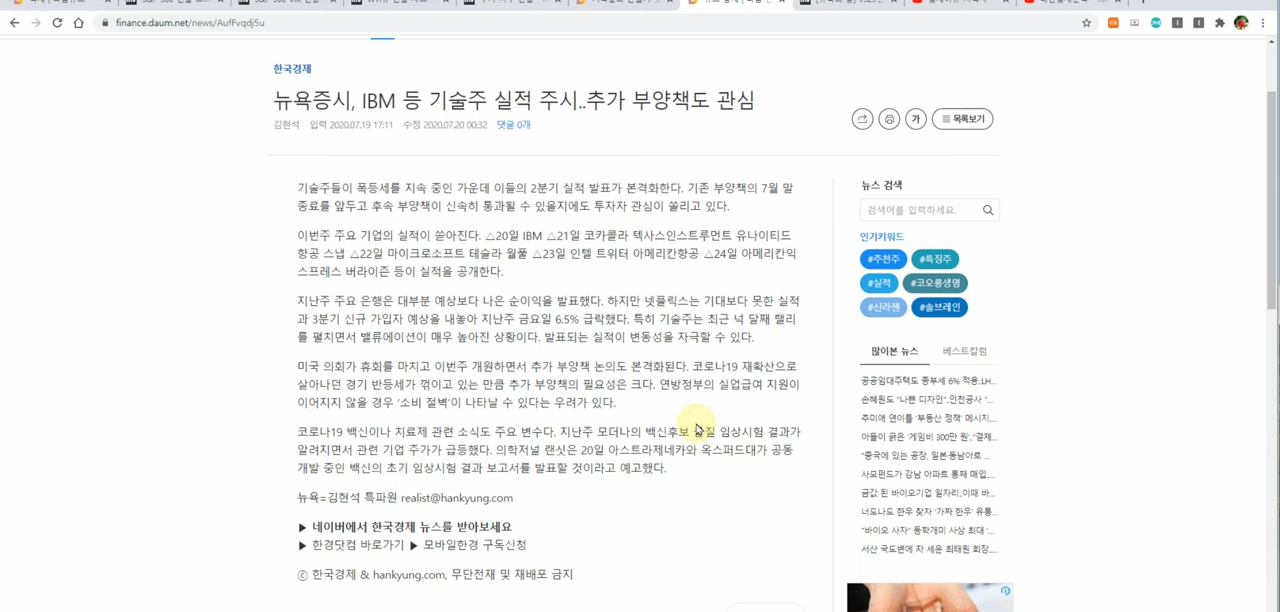 finance.daum.net/news/AufFvqdj5u
한국경제
뉴욕증시, IBM 등 기술주 실적 주시..추가 부양책도 관심
김현석 입력 2020.07.19 17:11 수정 2020.07.20 00:32 댓글 0개
가
목록보기
기술주들이 폭등세를 지속 중인 가운데 이들의 2분기 실적 발표가 본격화한다. 기존 부양책의 7월 말
종료를 앞두고 후속 부양책이 신속히 통과될 수 있을지에도 투자자 관심이 쏠리고 있다.
이번주 주요 기업의 실적이 쏟아진다. △20일 IBM △21일 코카콜라 텍사스인스트루먼트 유나이티드
항공 스냅 △22일 마이크로소프트 테슬라 월풀 △23일 인텔 트위터 아메리칸항공 △24일 아메리칸익
스프레스 버라이즌 등이 실적을 공개한다.
지난주 주요 은행은 대부분 예상보다 나은 순이익을 발표했다. 하지만 넷플릭스는 기대보다 못한 실적
과 3분기 신규 가입자 예상을 내놓아 지난주 금요일 6.5% 급락했다. 특히 기술주는 최근 넉 달째 랠리
를 펼치면서 밸류에이션이 매우 높아진 상황이다. 발표되는 실적이 변동성을 자극할 수 있다.
미국 의회가 휴회를 마치고 이번주 개원하면서 추가 부양책 논의도 본격화된다. 코로나19 재확산으로
살아나던 경기 반등세가 꺾이고 있는 만큼 추가 부양책의 필요성은 크다. 연방정부의 실업급여 지원이
이어지지 않을 경우 '소비 절벽'이 나타날 수 있다는 우려가 있다.
코로나19 백신이나 치료제 관련 소식도 주요 변수다. 지난주 모더나의 백신후보 임상시험 결과가
알려지면서 관련 기업 주가가 급등했다. 의학저널 랜싯은 20일 아스트라제네카와 옥스퍼드대가 공동
개발 중인 백신의 초기 임상시험 결과 보고서를 발표할 것이라고 예고했다.
뉴욕=김현석 특파원 realist@hankyung.com
▶ 네이버에서 한국경제 뉴스를 받아보세요
▶ 한경닷컴 바로가기 ▶ 모바일한경 구독신청
ⓒ 한국경제 & hankyung.com, 무단전재 및 재배포 금지
뉴스 검색
검색어를 입력하세요.
인기키워드
#추천주 #특징주
#실적 #코오롱생명
#신라젠 #솔브레인
많이본 뉴스 베스트칼럼
공공임대주택도 종부세 6% 적용..LH...
손혜원도 "나쁜 디자인"..인천공사 "...
추미애 연이틀 '부동산 정책' 메시지...
아들이 긁은 '게임비 300만 원'.."결제...
"중국에 있는 공장, 일본·동남아로 ...
사모펀드가 강남 아파트 통째 매입...
금값 된 바이오기업 일자리..이때 바...
너도나도 한우 찾자 '가짜 한우' 유통...
"바이오 사자" 동학개미 사상 최대 '...
서산 국도변에 차 세운 최태원 회장...